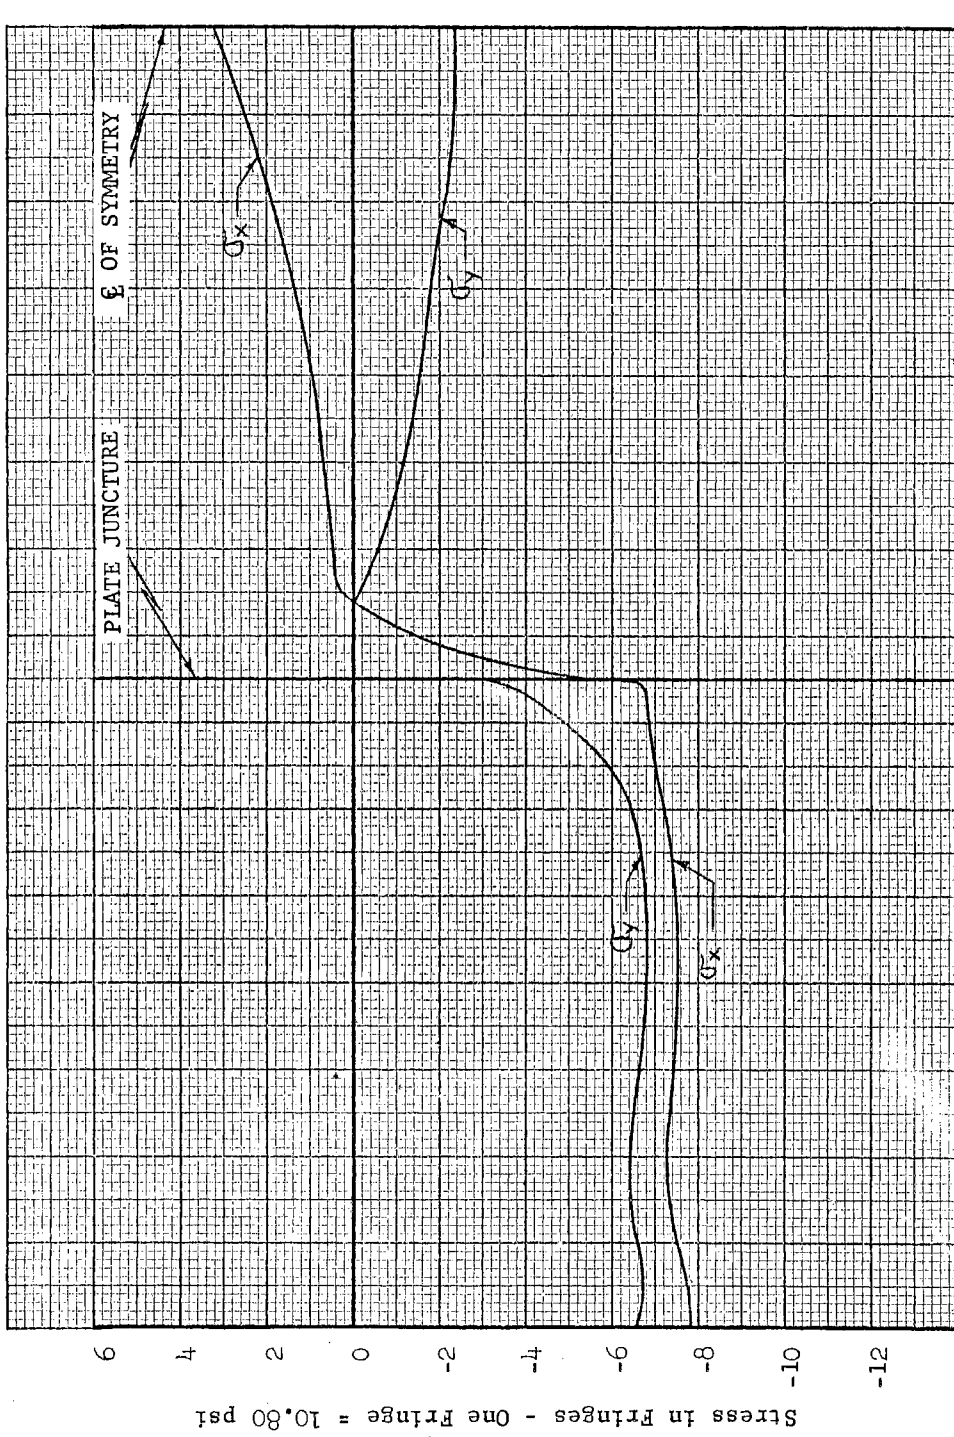 PLATE JUNCTURE
℄ OF SYMMETRY
σx
σy
σy
σx
6
4
2
0
-2
-4
-6
-8
-10
-12
Stress in Fringes - One Fringe = 10.80 psi